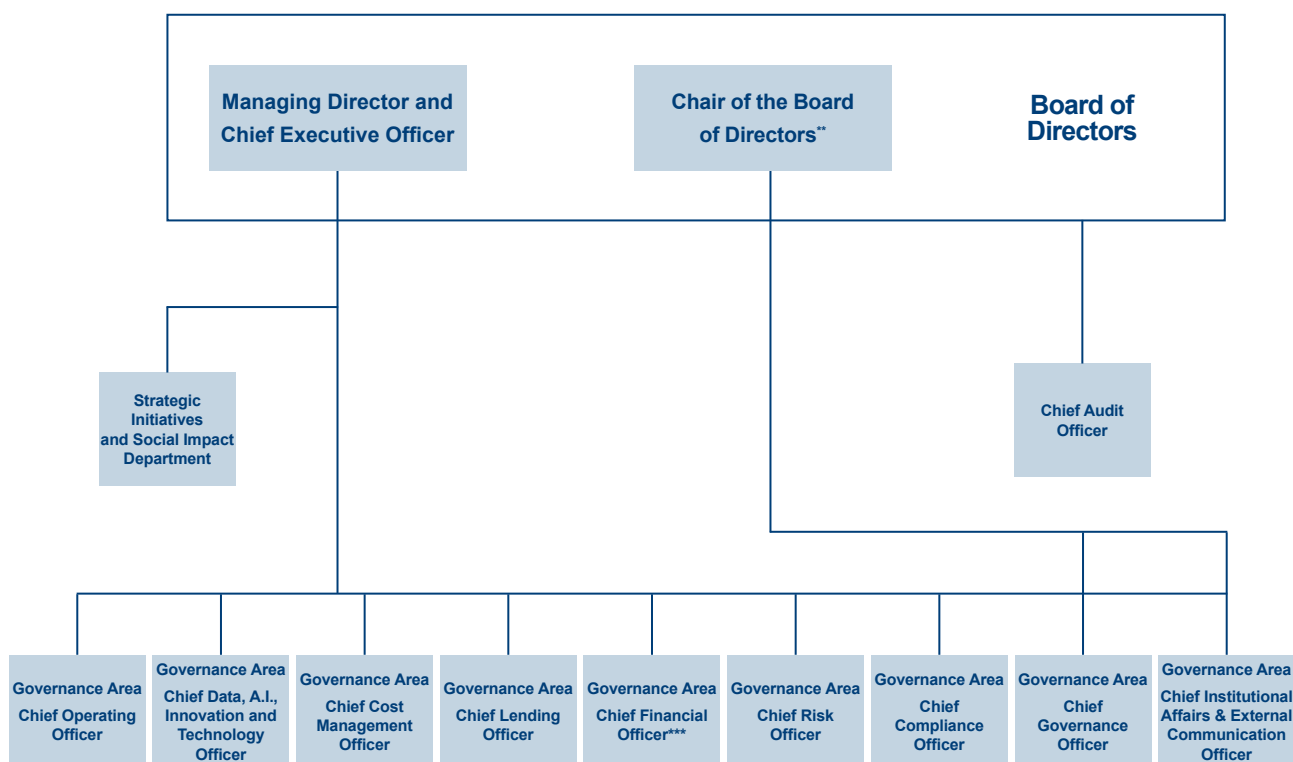 Managing Director and
Chief Executive Officer
Chair of the Board
of Directors**
Board of
Directors
Strategic
Initiatives
and Social Impact
Department
Chief Audit
Officer
Governance Area
Chief Operating
Officer
Governance Area
Chief Data, A.I.,
Innovation and
Technology
Officer
Governance Area
Chief Cost
Management
Officer
Governance Area
Chief Lending
Officer
Governance Area
Chief Financial
Officer***
Governance Area
Chief Risk
Officer
Governance Area
Chief
Compliance
Officer
Governance Area
Chief
Governance
Officer
Governance Area
Chief Institutional
Affairs & External
Communication
Officer